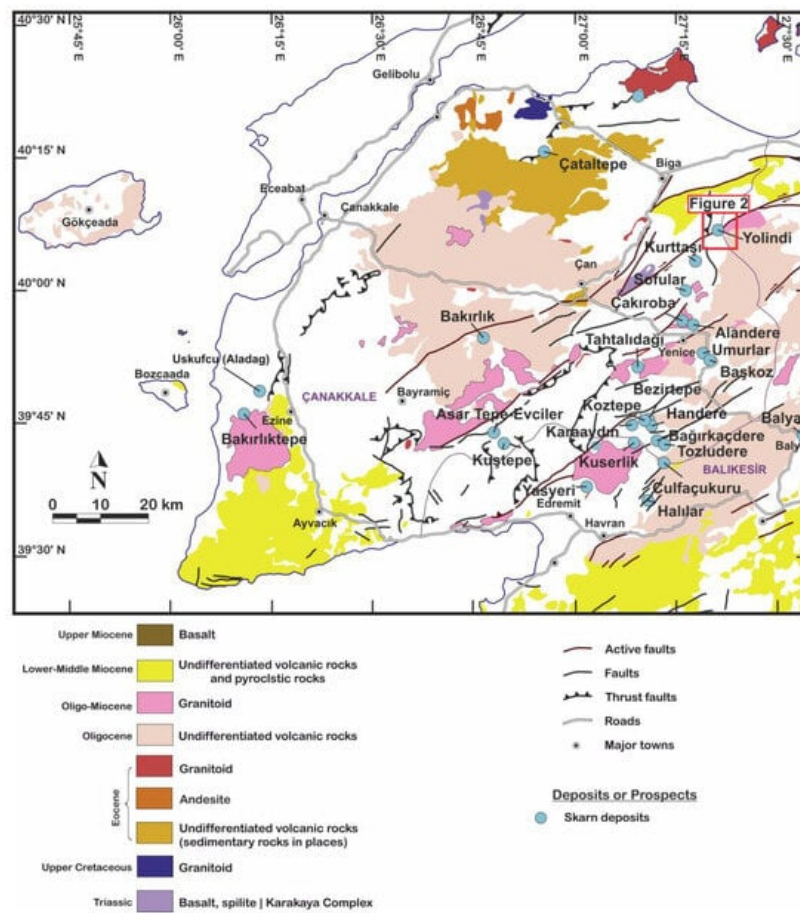 40°30' N
25°45' E
26°00' E
26°15' E
26°30' E
26°45' E
27°00' E
27°15' E
27°30' E
Gelibolu
40°15' N
Çataltepe
Biga
Eceabat
Çanakkale
Gökçeada
Figure 2
Yolindi
Kurttaşı
40°00' N
Çan
Sofular
Çakıroba
Bakırlık
Alandere
Tahtalıdağı
Yenice
Umurlar
Uskufcu (Aladag)
Başkoz
Bozcaada
ÇANAKKALE
Bayramiç
Bezirtepe
Koztepe
Handere
39°45' N
Ezine
Asar Tepe-Evciler
Karaaydın
Balya
Bakırlıktepe
Bağırkaçdere
Baly
Kuştepe
Tozludere
Kuserlik
BALIKESİR
N
0 10 20 km
Yaşyeri
Culfaçukuru
Edremit
Halılar
Ayvacık
Havran
39°30' N
Upper Miocene
Basalt
Lower-Middle Miocene
Undifferentiated volcanic rocks
and pyroclstic rocks
Oligo-Miocene
Granitoid
Oligocene
Undifferentiated volcanic rocks
Eocene
Granitoid
Andesite
Undifferentiated volcanic rocks
(sedimentary rocks in places)
Upper Cretaceous
Granitoid
Triassic
Basalt, spilite | Karakaya Complex
Active faults
Faults
Thrust faults
Roads
Major towns
Deposits or Prospects
Skarn deposits